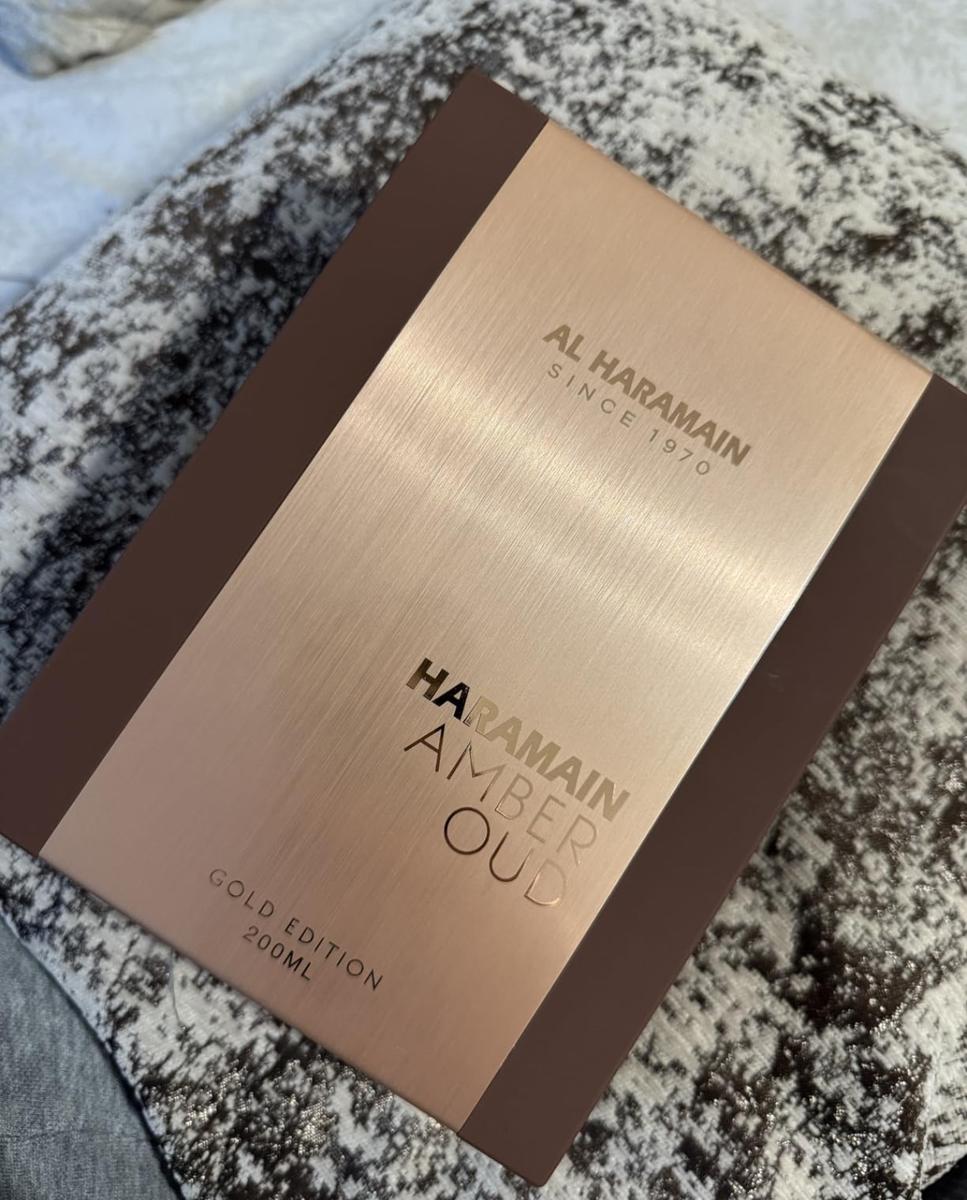 AL HARAMAIN
SINCE 1970
HARAMAIN
AMBER
OUD
GOLD EDITION
200ML